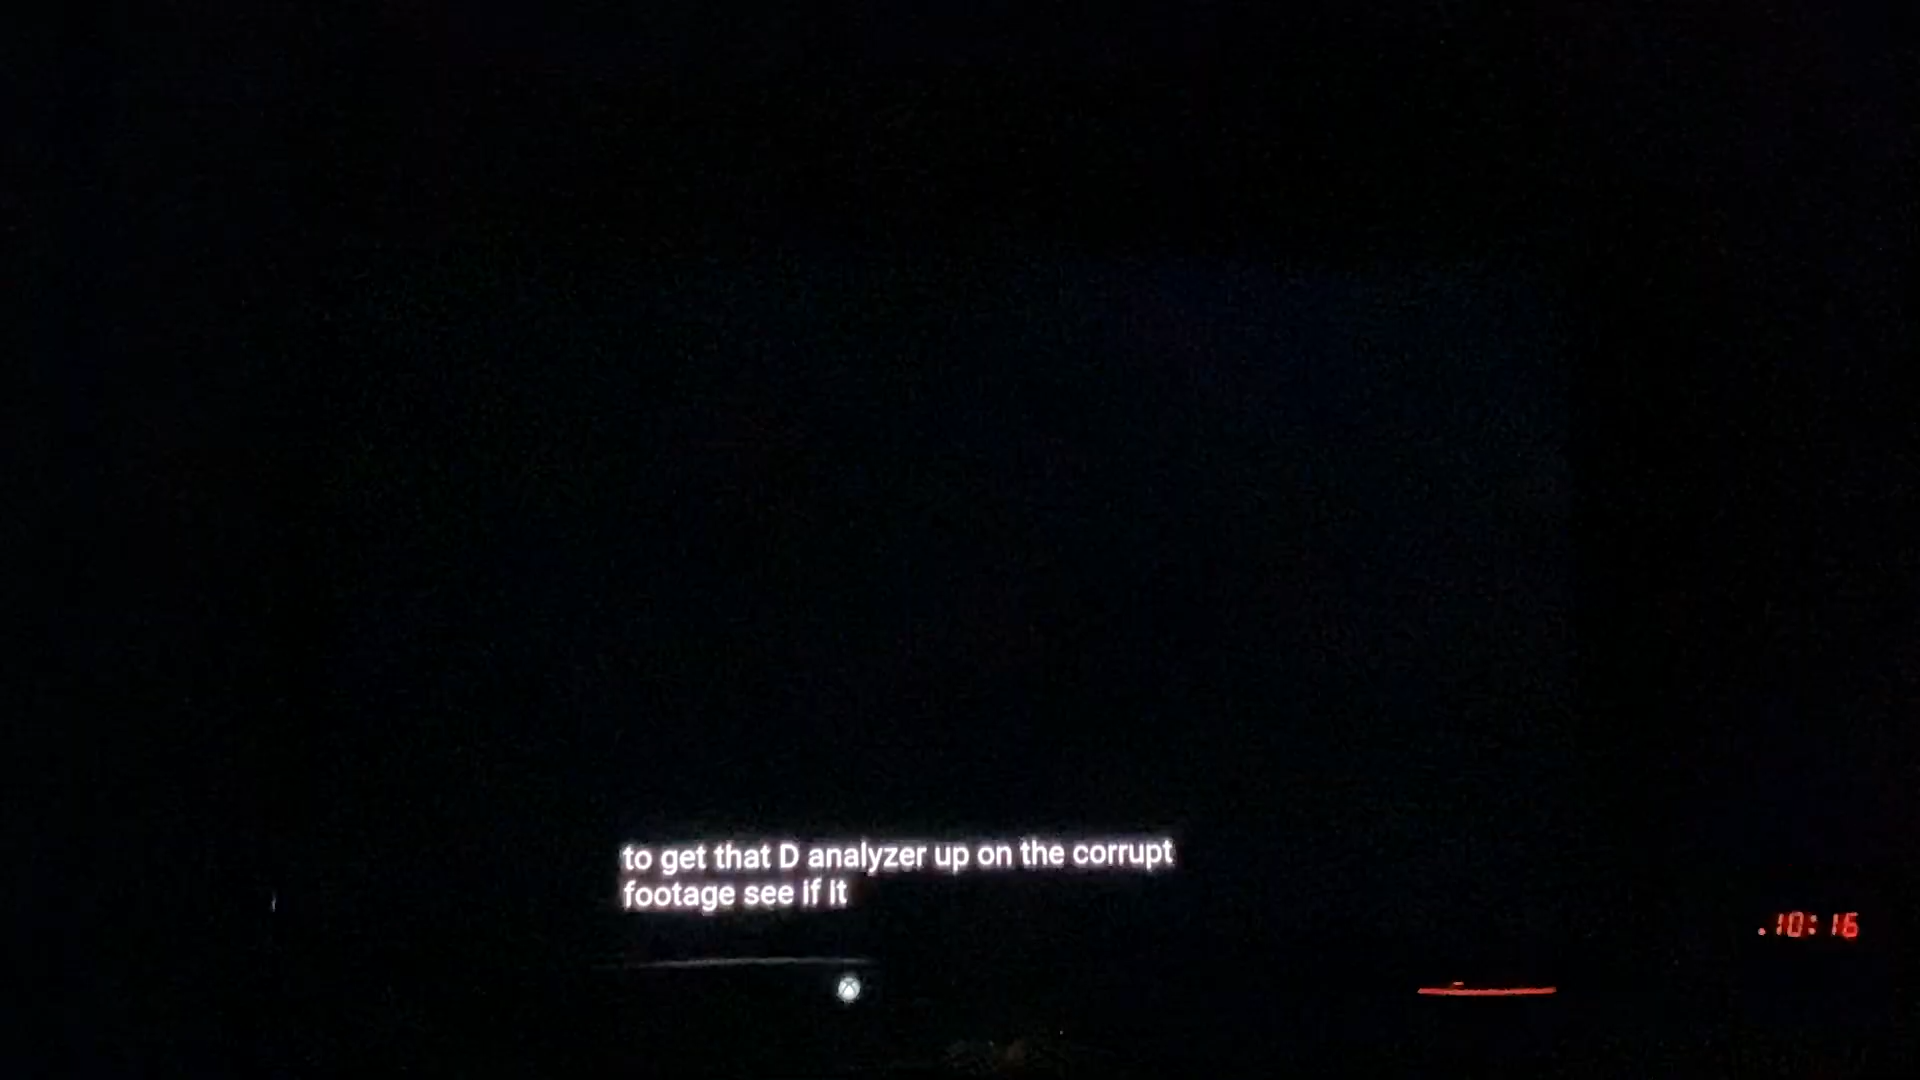 to get that D analyzer up on the corrupt
footage see if it
10:16